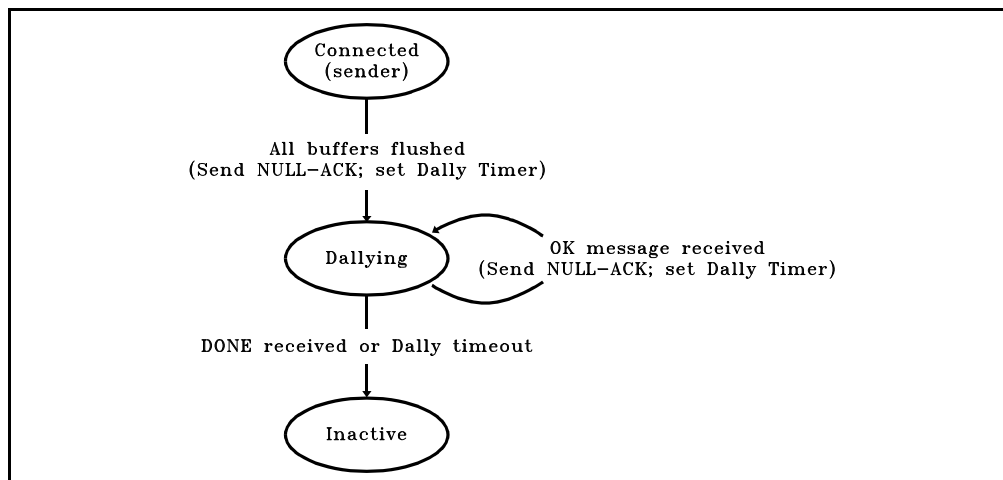 Connected
(sender)
All buffers flushed
(Send NULL-ACK; set Dally Timer)
Dallying
OK message received
(Send NULL-ACK; set Dally Timer)
DONE received or Dally timeout
Inactive